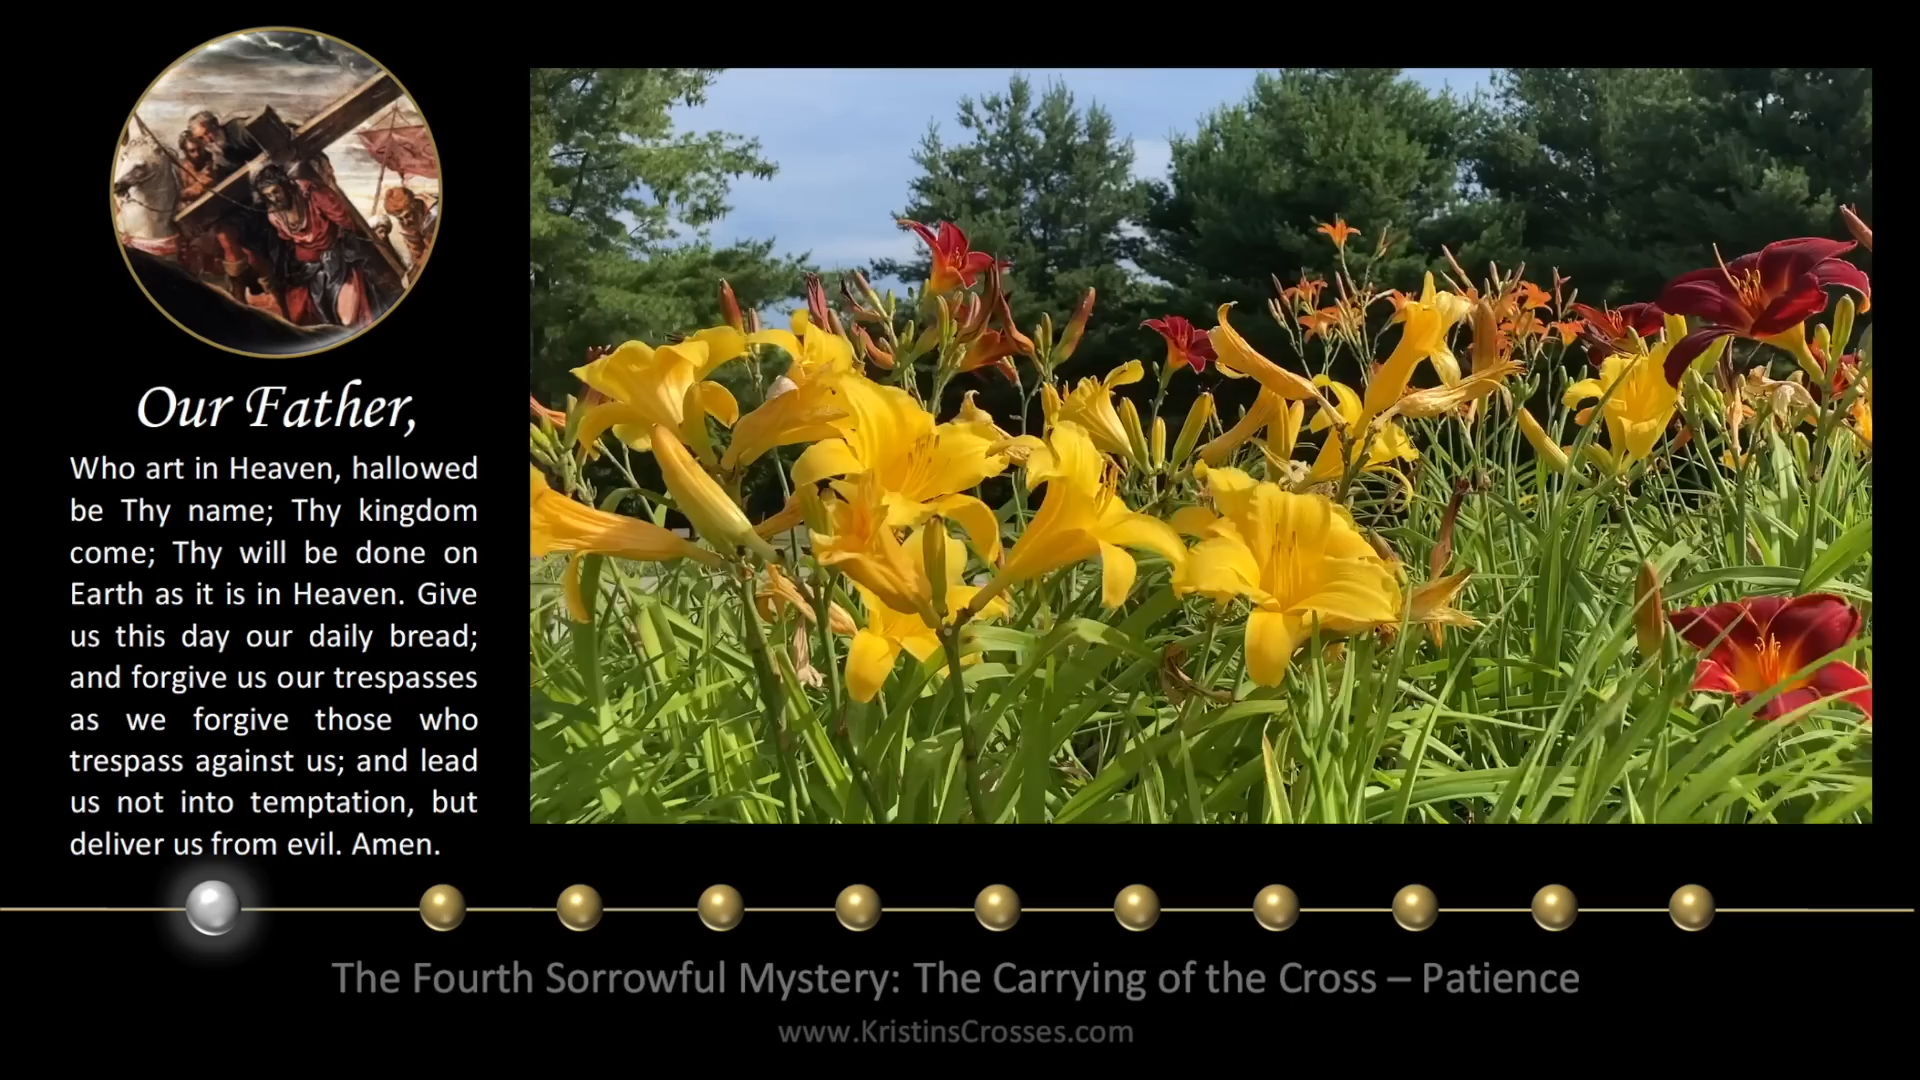 Our Father,
Who art in Heaven, hallowed
be Thy name; Thy kingdom
come; Thy will be done on
Earth as it is in Heaven. Give
us this day our daily bread;
and forgive us our trespasses
as we forgive those who
trespass against us; and lead
us not into temptation, but
deliver us from evil. Amen.
The Fourth Sorrowful Mystery: The Carrying of the Cross – Patience
www.KristinsCrosses.com